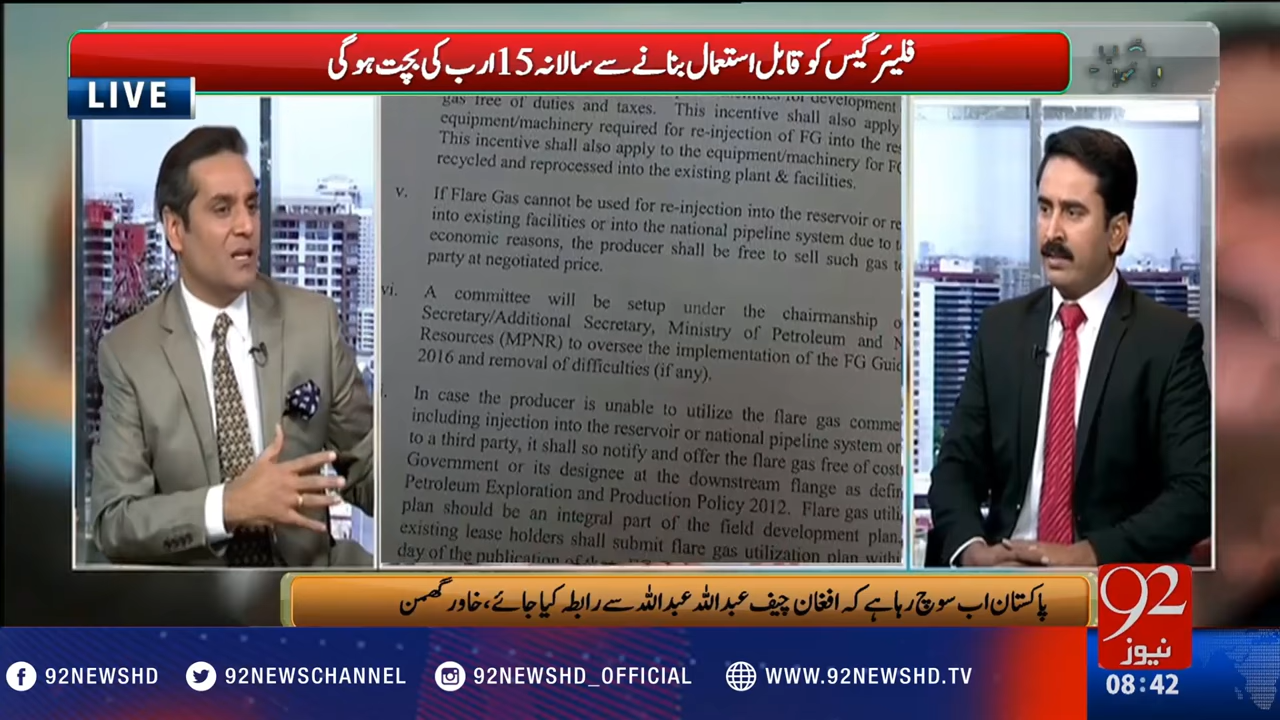 فلیئر گیس کو قابل استعمال بنانے سے سالانہ 15 ارب کی بچت ہوگی
LIVE
gas free of duties and taxes. This incentive shall also apply
equipment/machinery required for re-injection of FG into the
This incentive shall also apply to the equipment/machinery for
recycled and reprocessed into the existing plant & facilities.
v. If Flare Gas cannot be used for re-injection into the reservoir or
into existing facilities or into the national pipeline system due to
economic reasons, the producer shall be free to sell such gas
party at negotiated price.
vi. A committee will be setup under the chairmanship
Secretary/Additional Secretary, Ministry of Petroleum and
Resources (MPNR) to oversee the implementation of the FG
2016 and removal of difficulties (if any).
In case the producer is unable to utilize the flare gas
including injection into the reservoir or national pipeline system or
to a third party, it shall so notify and offer the flare gas free of cost
Government or its designee at the downstream flange as
Petroleum Exploration and Production Policy 2012. Flare gas
plan should be an integral part of the field development plan,
existing lease holders shall submit flare gas utilization plan
day of the publication of
پاکستان اب سوچ رہا ہے کہ افغان چیف عبداللہ عبداللہ سے رابطہ کیا جائے، خاور گھمن
92
نیوز
08:42
92NEWSHD
92NEWSCHANNEL
92NEWSHD_OFFICIAL
WWW.92NEWSHD.TV